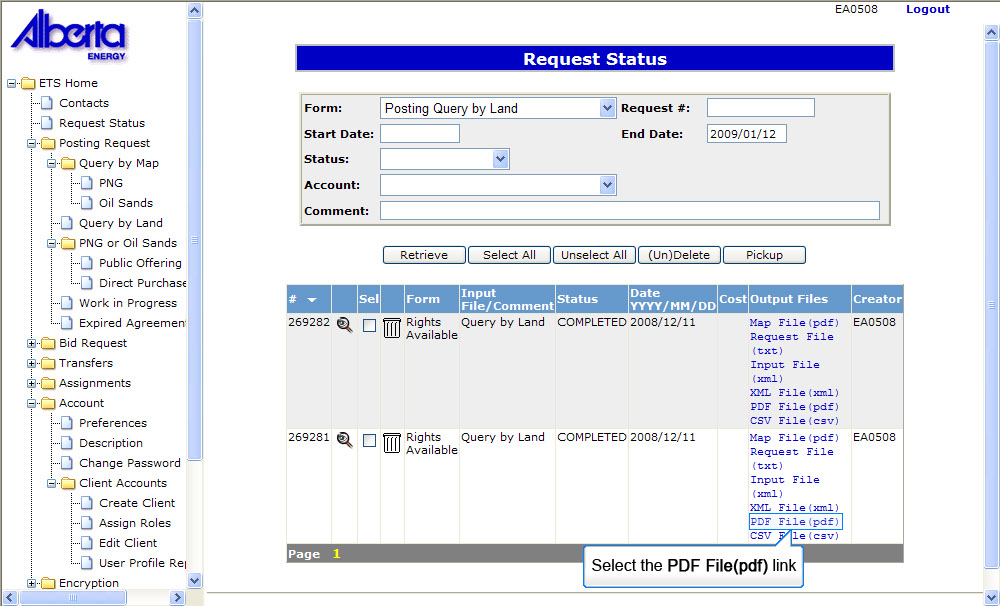 EA0508 Logout
Alberta
ENERGY
ETS Home
Contacts
Request Status
Posting Request
Query by Map
PNG
Oil Sands
Query by Land
PNG or Oil Sands
Public Offering
Direct Purchase
Work in Progress
Expired Agreemen
Bid Request
Transfers
Assignments
Account
Preferences
Description
Change Password
Client Accounts
Create Client
Assign Roles
Edit Client
User Profile Rep
Encryption
Request Status
Form: Posting Query by Land Request #:
Start Date: End Date: 2009/01/12
Status:
Account:
Comment:
Retrieve Select All Unselect All (Un)Delete Pickup
# Sel Form Input File/Comment Status Date YYYY/MM/DD Cost Output Files Creator
269282 Rights Available Query by Land COMPLETED 2008/12/11 Map File(pdf) EA0508
Request File
(txt)
Input File
(xml)
XML File(xml)
PDF File(pdf)
CSV File(csv)
269281 Rights Available Query by Land COMPLETED 2008/12/11 Map File(pdf) EA0508
Request File
(txt)
Input File
(xml)
XML File(xml)
PDF File(pdf)
CSV File(csv)
Page 1
Select the PDF File(pdf) link